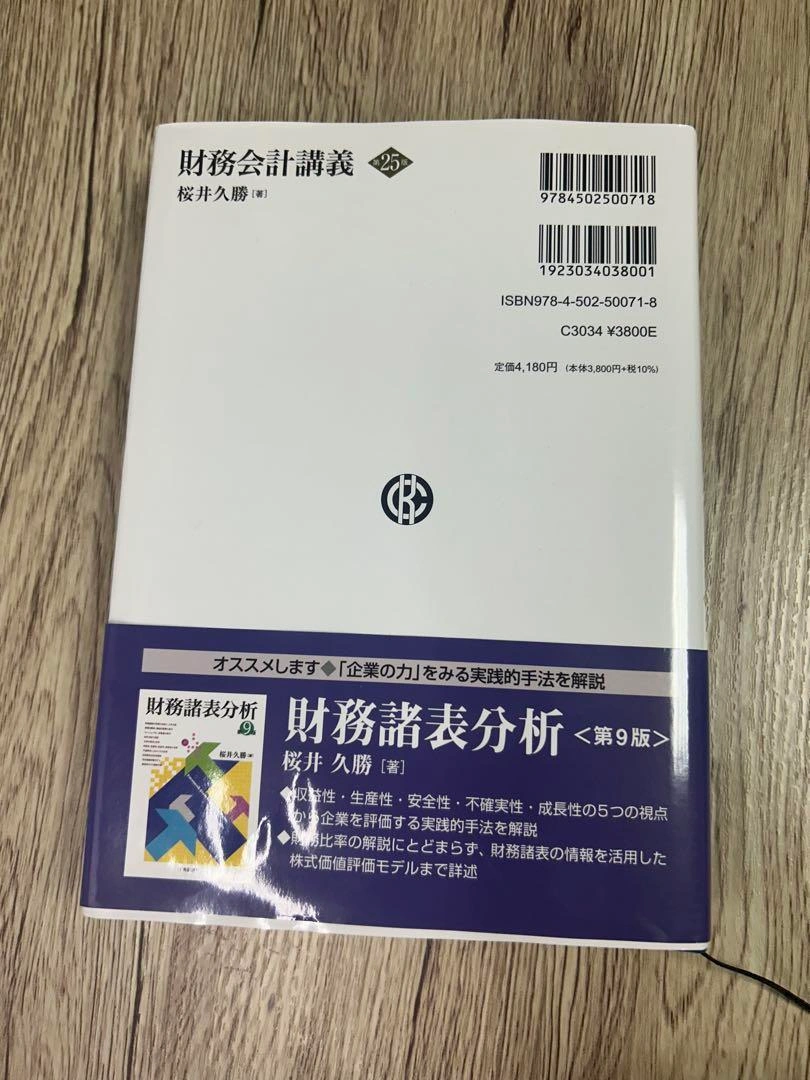 財務会計講義 第25版
桜井久勝[著]
9784502500718
1923034038001
ISBN978-4-502-50071-8
C3034 ¥3800E
定価4,180円 (本体3,800円+税10%)
オススメします◆「企業の力」をみる実践的手法を解説
財務諸表分析<第9版>
桜井 久勝[著]
◆収益性・生産性・安全性・不確実性・成長性の5つの視点
から企業を評価する実践的手法を解説
◆財務比率の解説にとどまらず、財務諸表の情報を活用した
株式価値評価モデルまで詳述
財務諸表分析
第9版
桜井久勝[著]